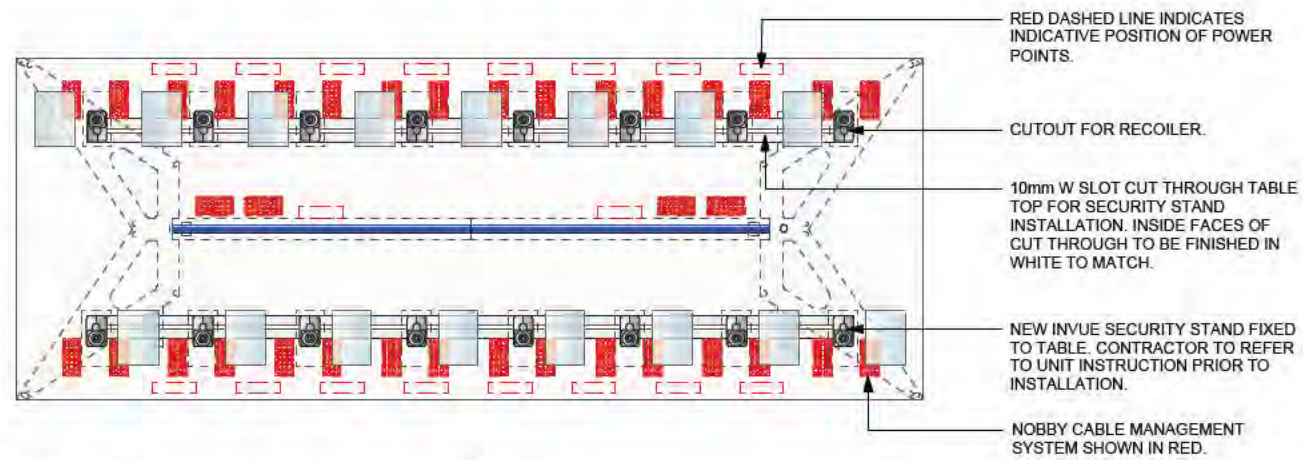 RED DASHED LINE INDICATES
INDICATIVE POSITION OF POWER
POINTS.
CUTOUT FOR RECOILER.
10mm W SLOT CUT THROUGH TABLE
TOP FOR SECURITY STAND
INSTALLATION. INSIDE FACES OF
CUT THROUGH TO BE FINISHED IN
WHITE TO MATCH.
NEW INVUE SECURITY STAND FIXED
TO TABLE. CONTRACTOR TO REFER
TO UNIT INSTRUCTION PRIOR TO
INSTALLATION.
NOBBY CABLE MANAGEMENT
SYSTEM SHOWN IN RED.